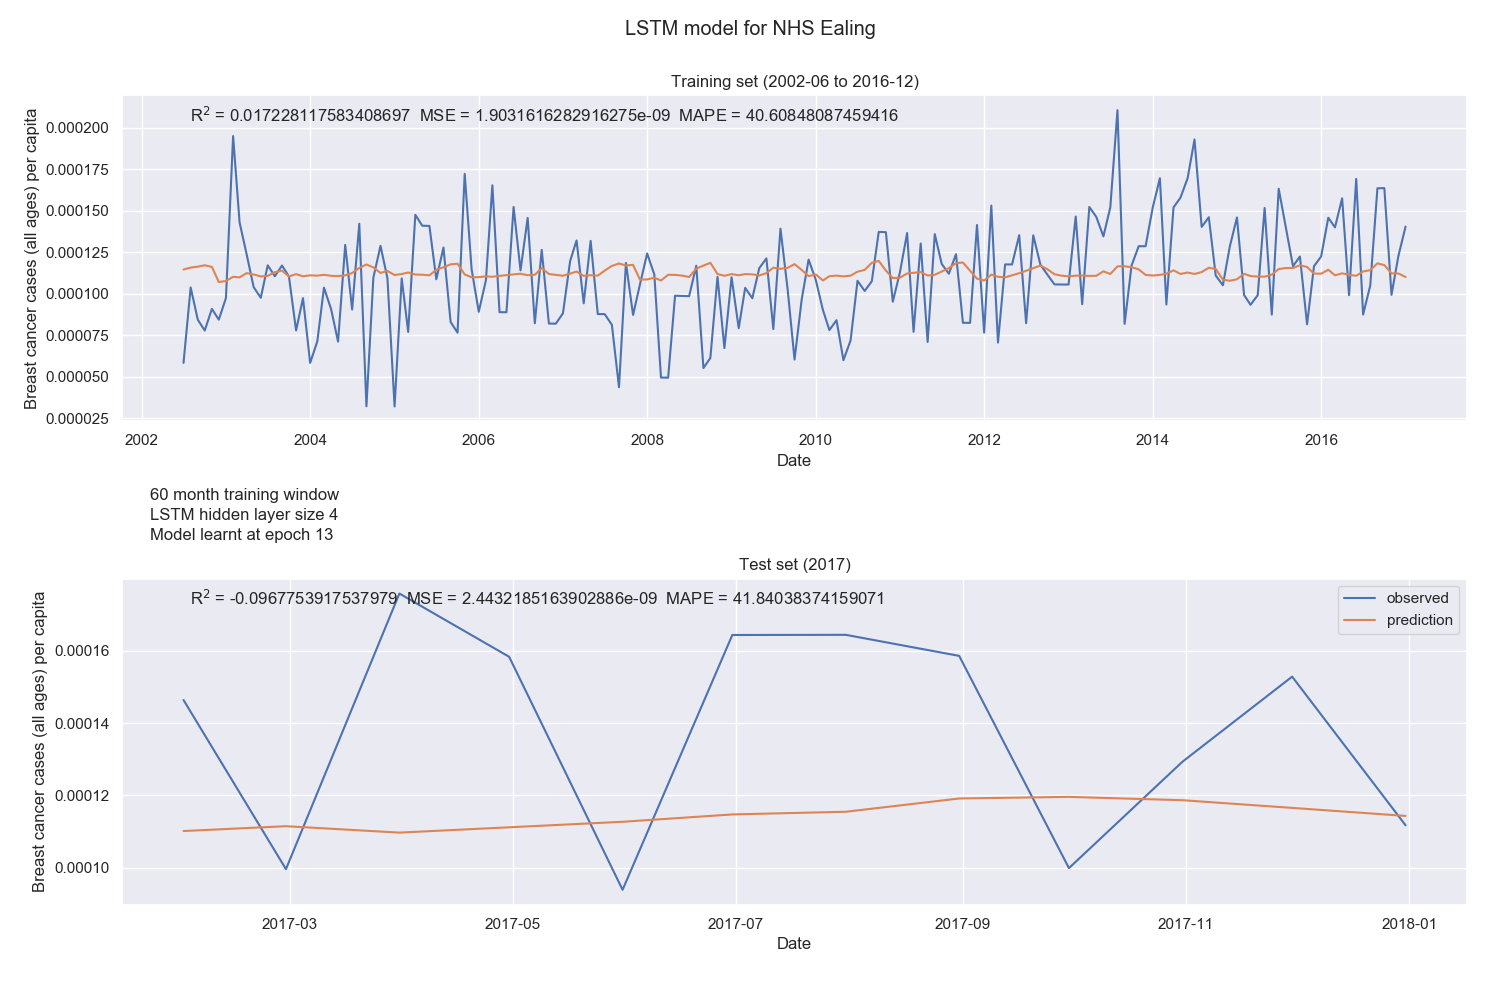 LSTM model for NHS Ealing
Training set (2002-06 to 2016-12)
R² = 0.017228117583408697 MSE = 1.9031616282916275e-09 MAPE = 40.60848087459416
Breast cancer cases (all ages) per capita
0.000200
0.000175
0.000150
0.000125
0.000100
0.000075
0.000050
0.000025
2002 2004 2006 2008 2010 2012 2014 2016
Date
60 month training window
LSTM hidden layer size 4
Model learnt at epoch 13
Test set (2017)
R² = -0.0967753917537979 MSE = 2.4432185163902886e-09 MAPE = 41.84038374159071
observed
prediction
Breast cancer cases (all ages) per capita
0.00016
0.00014
0.00012
0.00010
2017-03 2017-05 2017-07 2017-09 2017-11 2018-01
Date